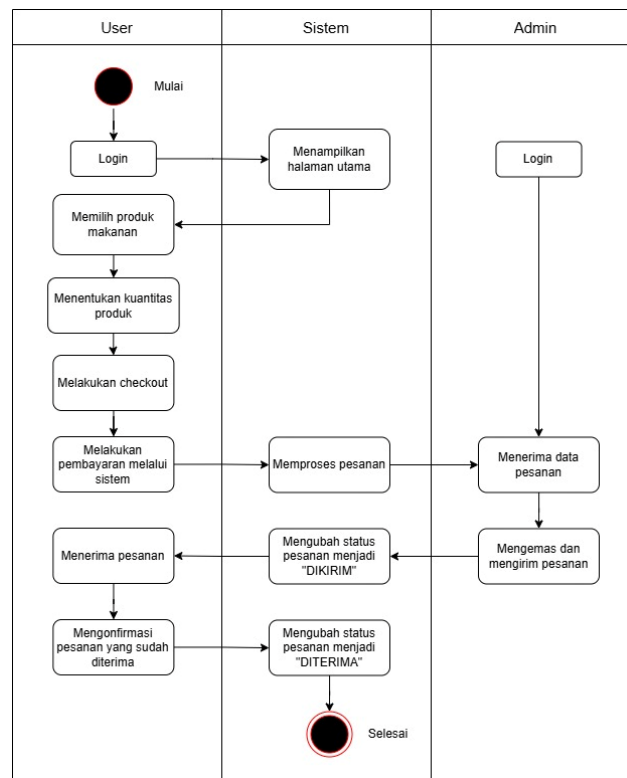 User
Sistem
Admin
Mulai
Login
Menampilkan
halaman utama
Login
Memilih produk
makanan
Menentukan kuantitas
produk
Melakukan checkout
Melakukan
pembayaran melalui
sistem
Memproses pesanan
Menerima data
pesanan
Menerima pesanan
Mengubah status
pesanan menjadi
"DIKIRIM"
Mengemas dan
mengirim pesanan
Mengonfirmasi
pesanan yang sudah
diterima
Mengubah status
pesanan menjadi
"DITERIMA"
Selesai